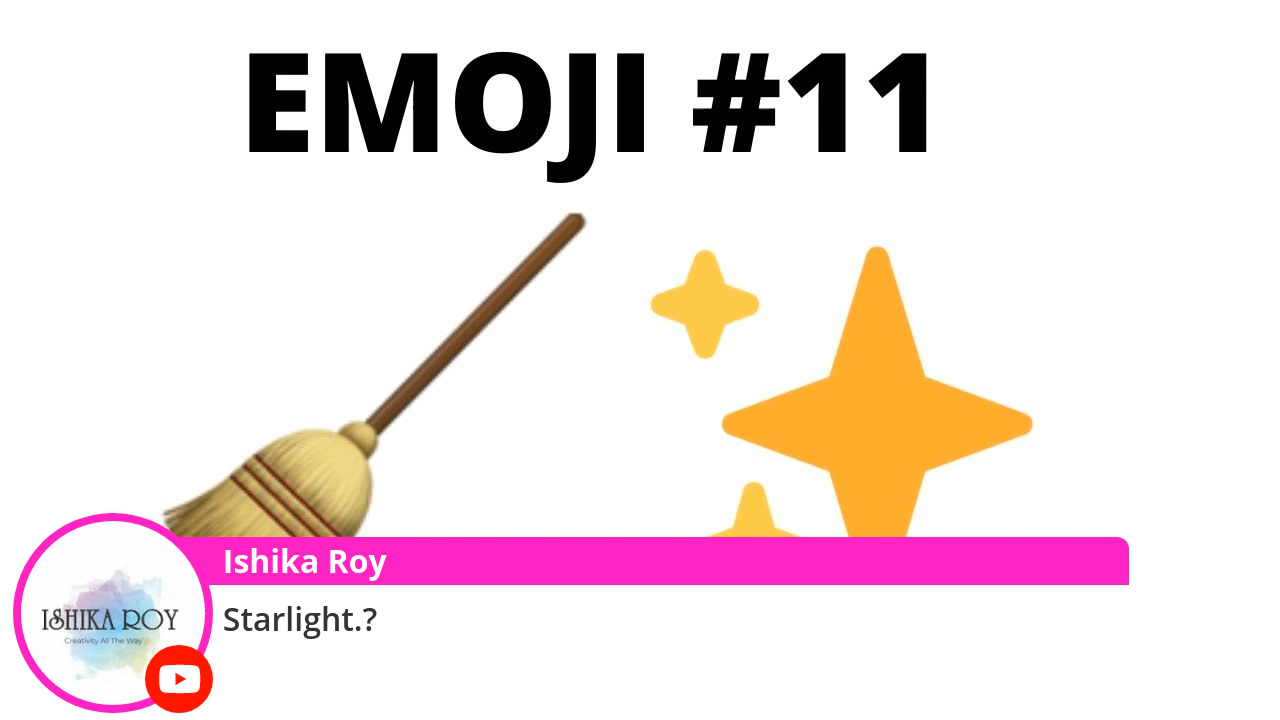 EMOJI #11
Ishika Roy
Starlight.?
ISHIKA ROY
Creativity All The Way